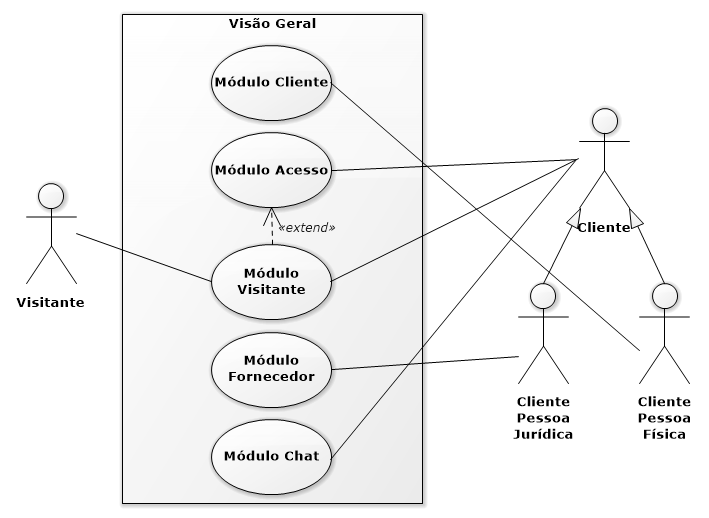 Visão Geral
Módulo Cliente
Módulo Acesso
«extend»
Módulo
Visitante
Módulo
Fornecedor
Módulo Chat
Visitante
Cliente
Cliente
Pessoa
Jurídica
Cliente
Pessoa
Física